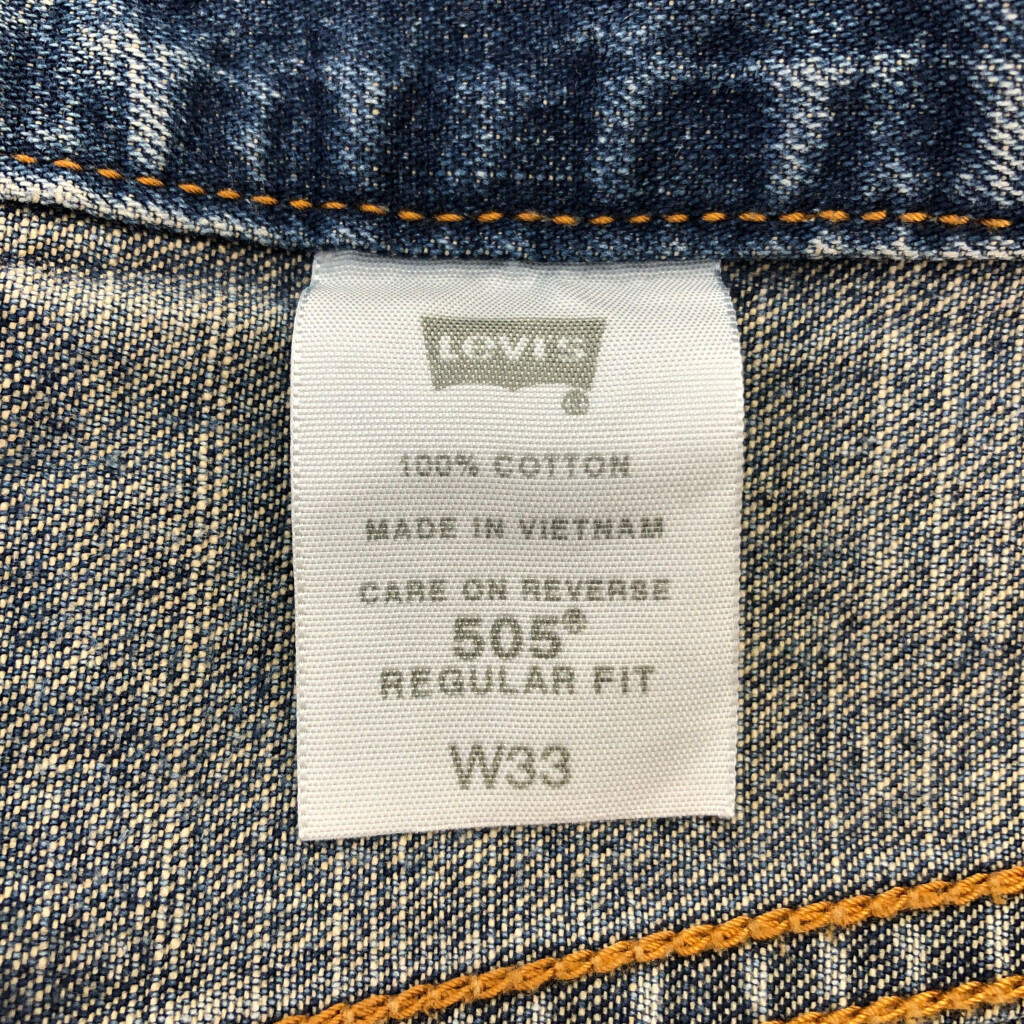 Levi's
®
100% COTTON
MADE IN VIETNAM
CARE ON REVERSE
505®
REGULAR FIT
W33